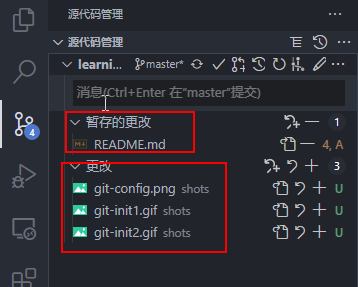 源代码管理
源代码管理
learnin... master*
消息(Ctrl+Enter 在"master"提交)
暂存的更改 1
README.md 4, A
更改 3
git-config.png shots U
git-init1.gif shots U
git-init2.gif shots U
4